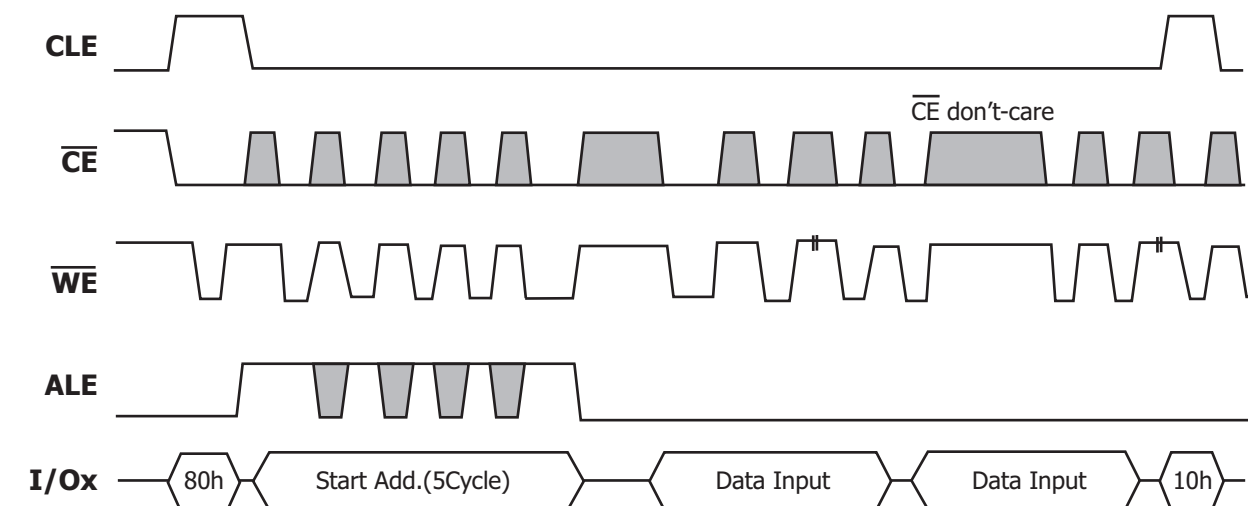 CLE
CE don't-care
CE
WE
ALE
I/Ox 80h Start Add.(5Cycle) Data Input Data Input 10h